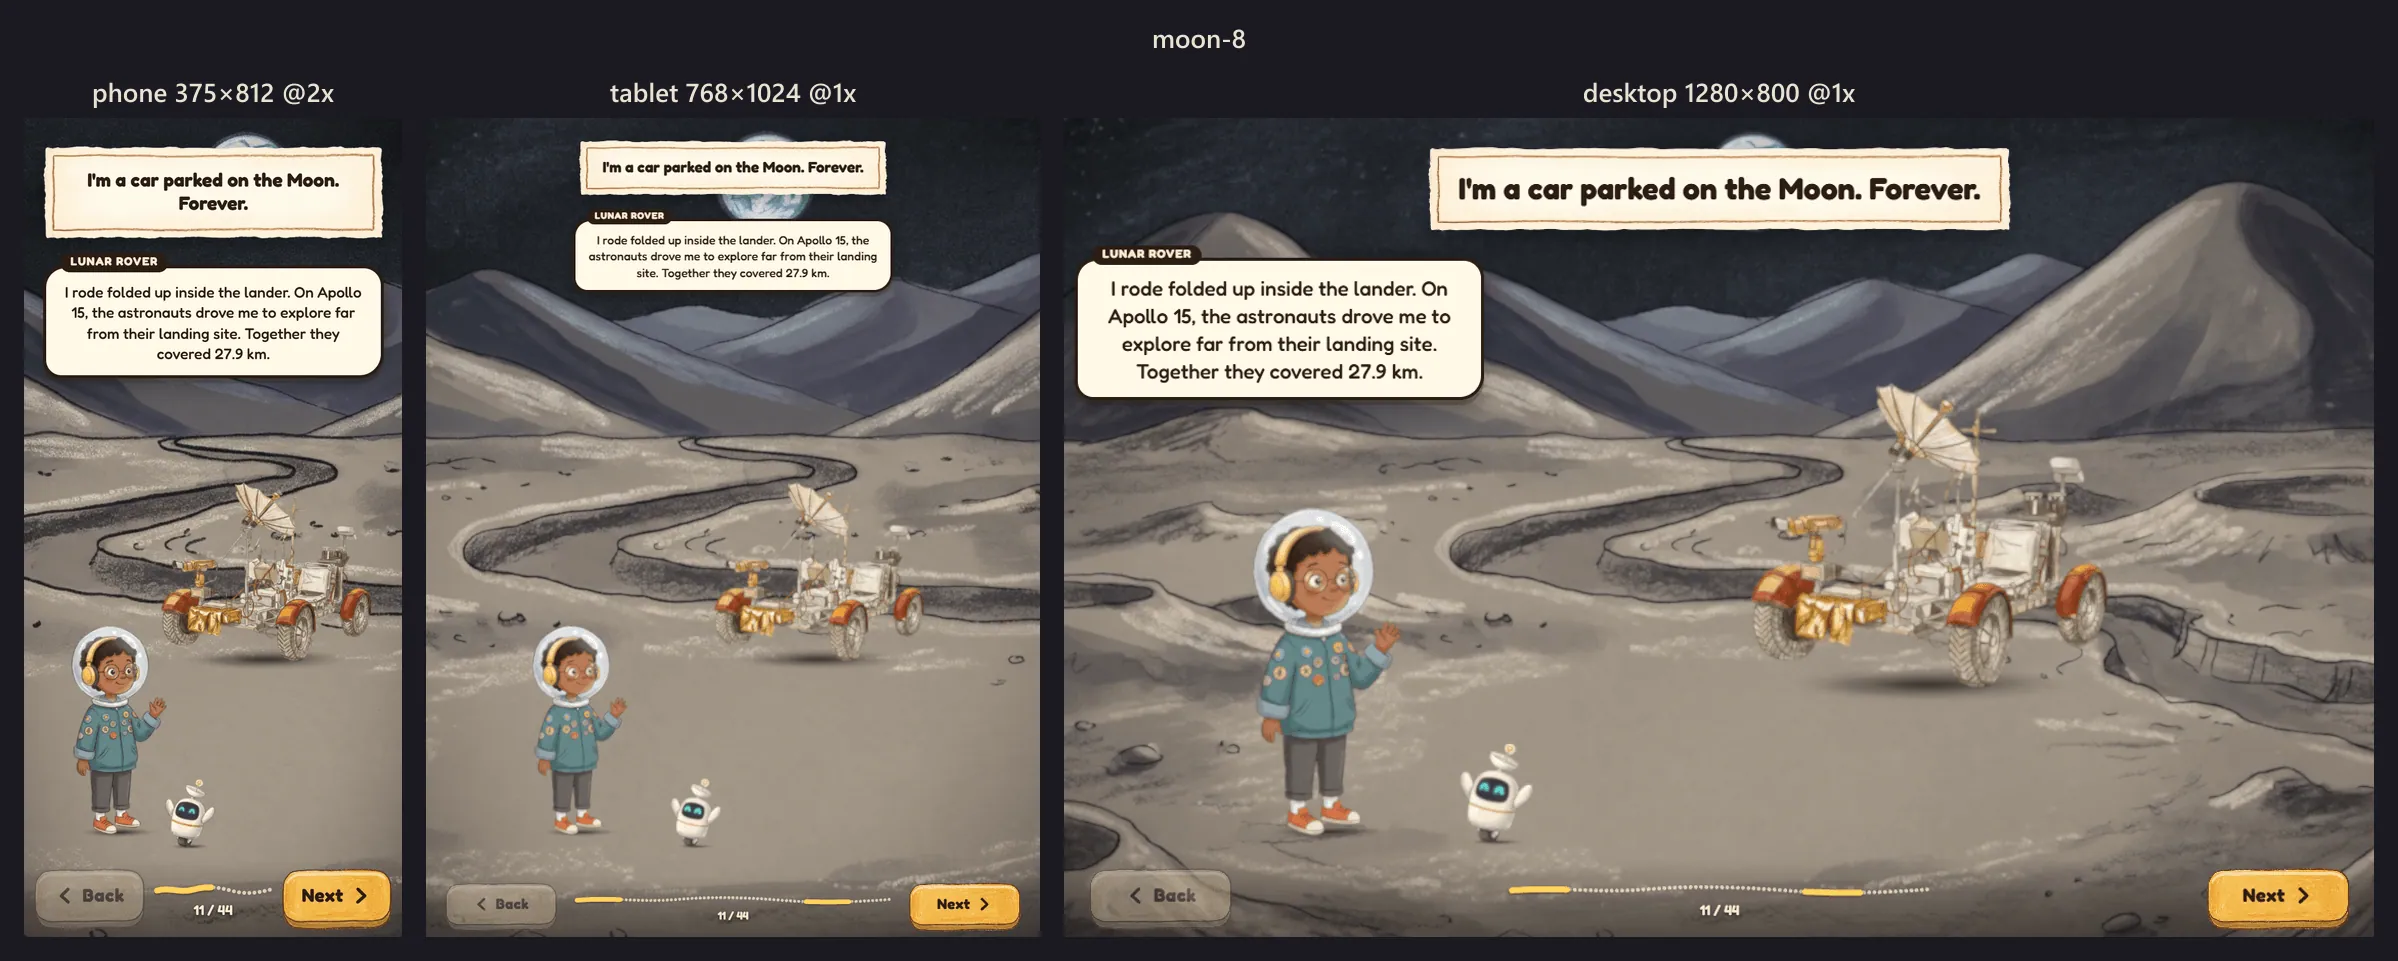 moon-8
phone 375×812 @2x
I'm a car parked on the Moon.
Forever.
LUNAR ROVER
I rode folded up inside the lander. On Apollo
15, the astronauts drove me to explore far
from their landing site. Together they
covered 27.9 km.
Back
11 / 44
Next
tablet 768×1024 @1x
I'm a car parked on the Moon. Forever.
LUNAR ROVER
I rode folded up inside the lander. On Apollo 15, the
astronauts drove me to explore far from their landing
site. Together they covered 27.9 km.
Back
11 / 44
Next
desktop 1280×800 @1x
I'm a car parked on the Moon. Forever.
LUNAR ROVER
I rode folded up inside the lander. On
Apollo 15, the astronauts drove me to
explore far from their landing site.
Together they covered 27.9 km.
Back
11 / 44
Next